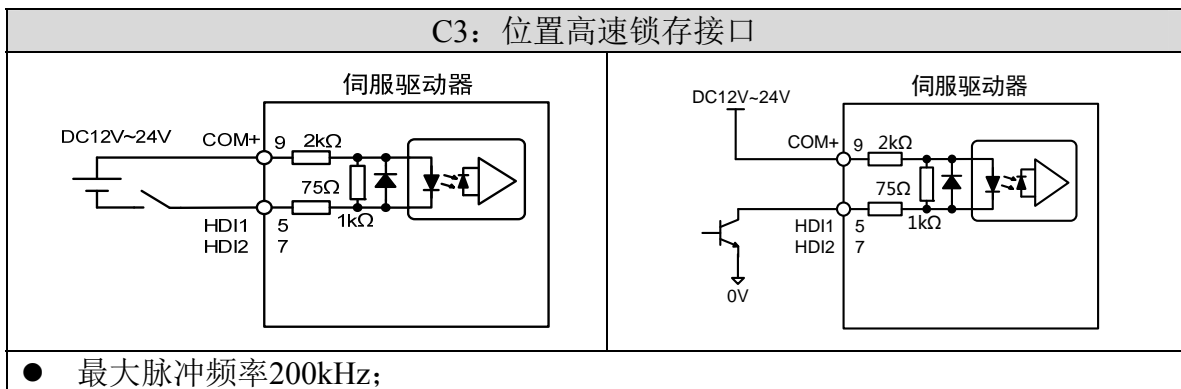 C3：位置高速锁存接口
伺服驱动器
DC12V~24V
COM+
9
2kΩ
75Ω
1kΩ
HDI1
5
HDI2
7
伺服驱动器
DC12V~24V
COM+
9
2kΩ
75Ω
1kΩ
HDI1
5
HDI2
7
0V
● 最大脉冲频率200kHz；